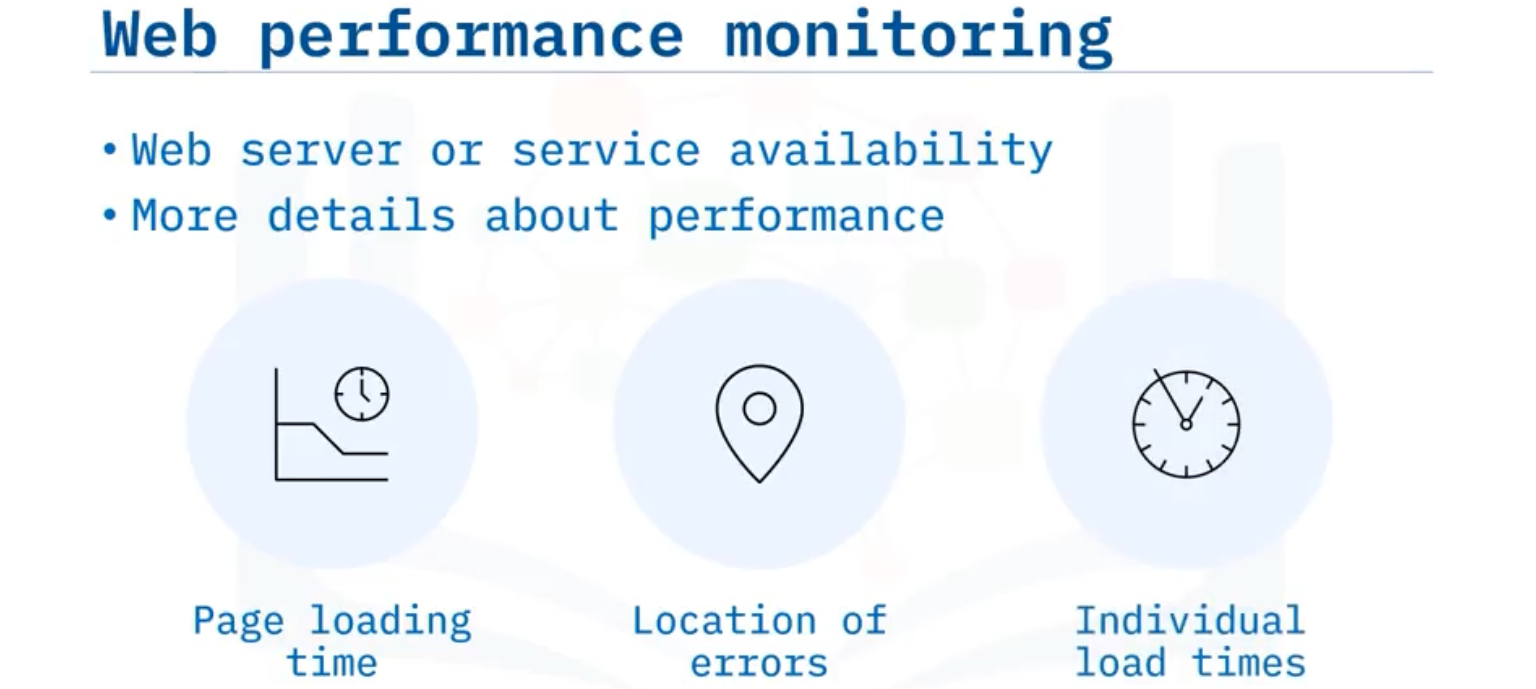 Web performance monitoring
• Web server or service availability
• More details about performance
Page loading
time
Location of
errors
Individual
load times